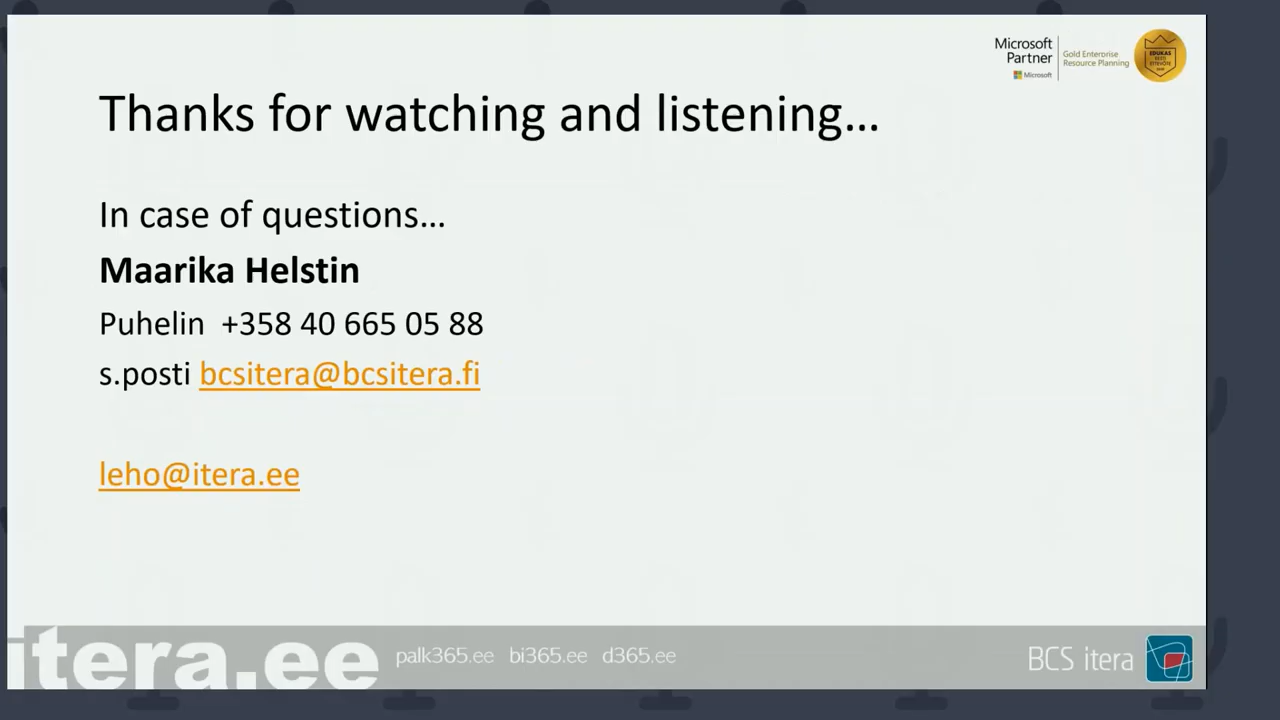 Microsoft
Partner
Microsoft
Gold Enterprise
Resource Planning
EDUKAS
EESTI
ETTEVÕTE
Thanks for watching and listening…
In case of questions…
Maarika Helstin
Puhelin +358 40 665 05 88
s.posti bcsitera@bcsitera.fi
leho@itera.ee
itera.ee
palk365.ee bi365.ee d365.ee
BCS itera